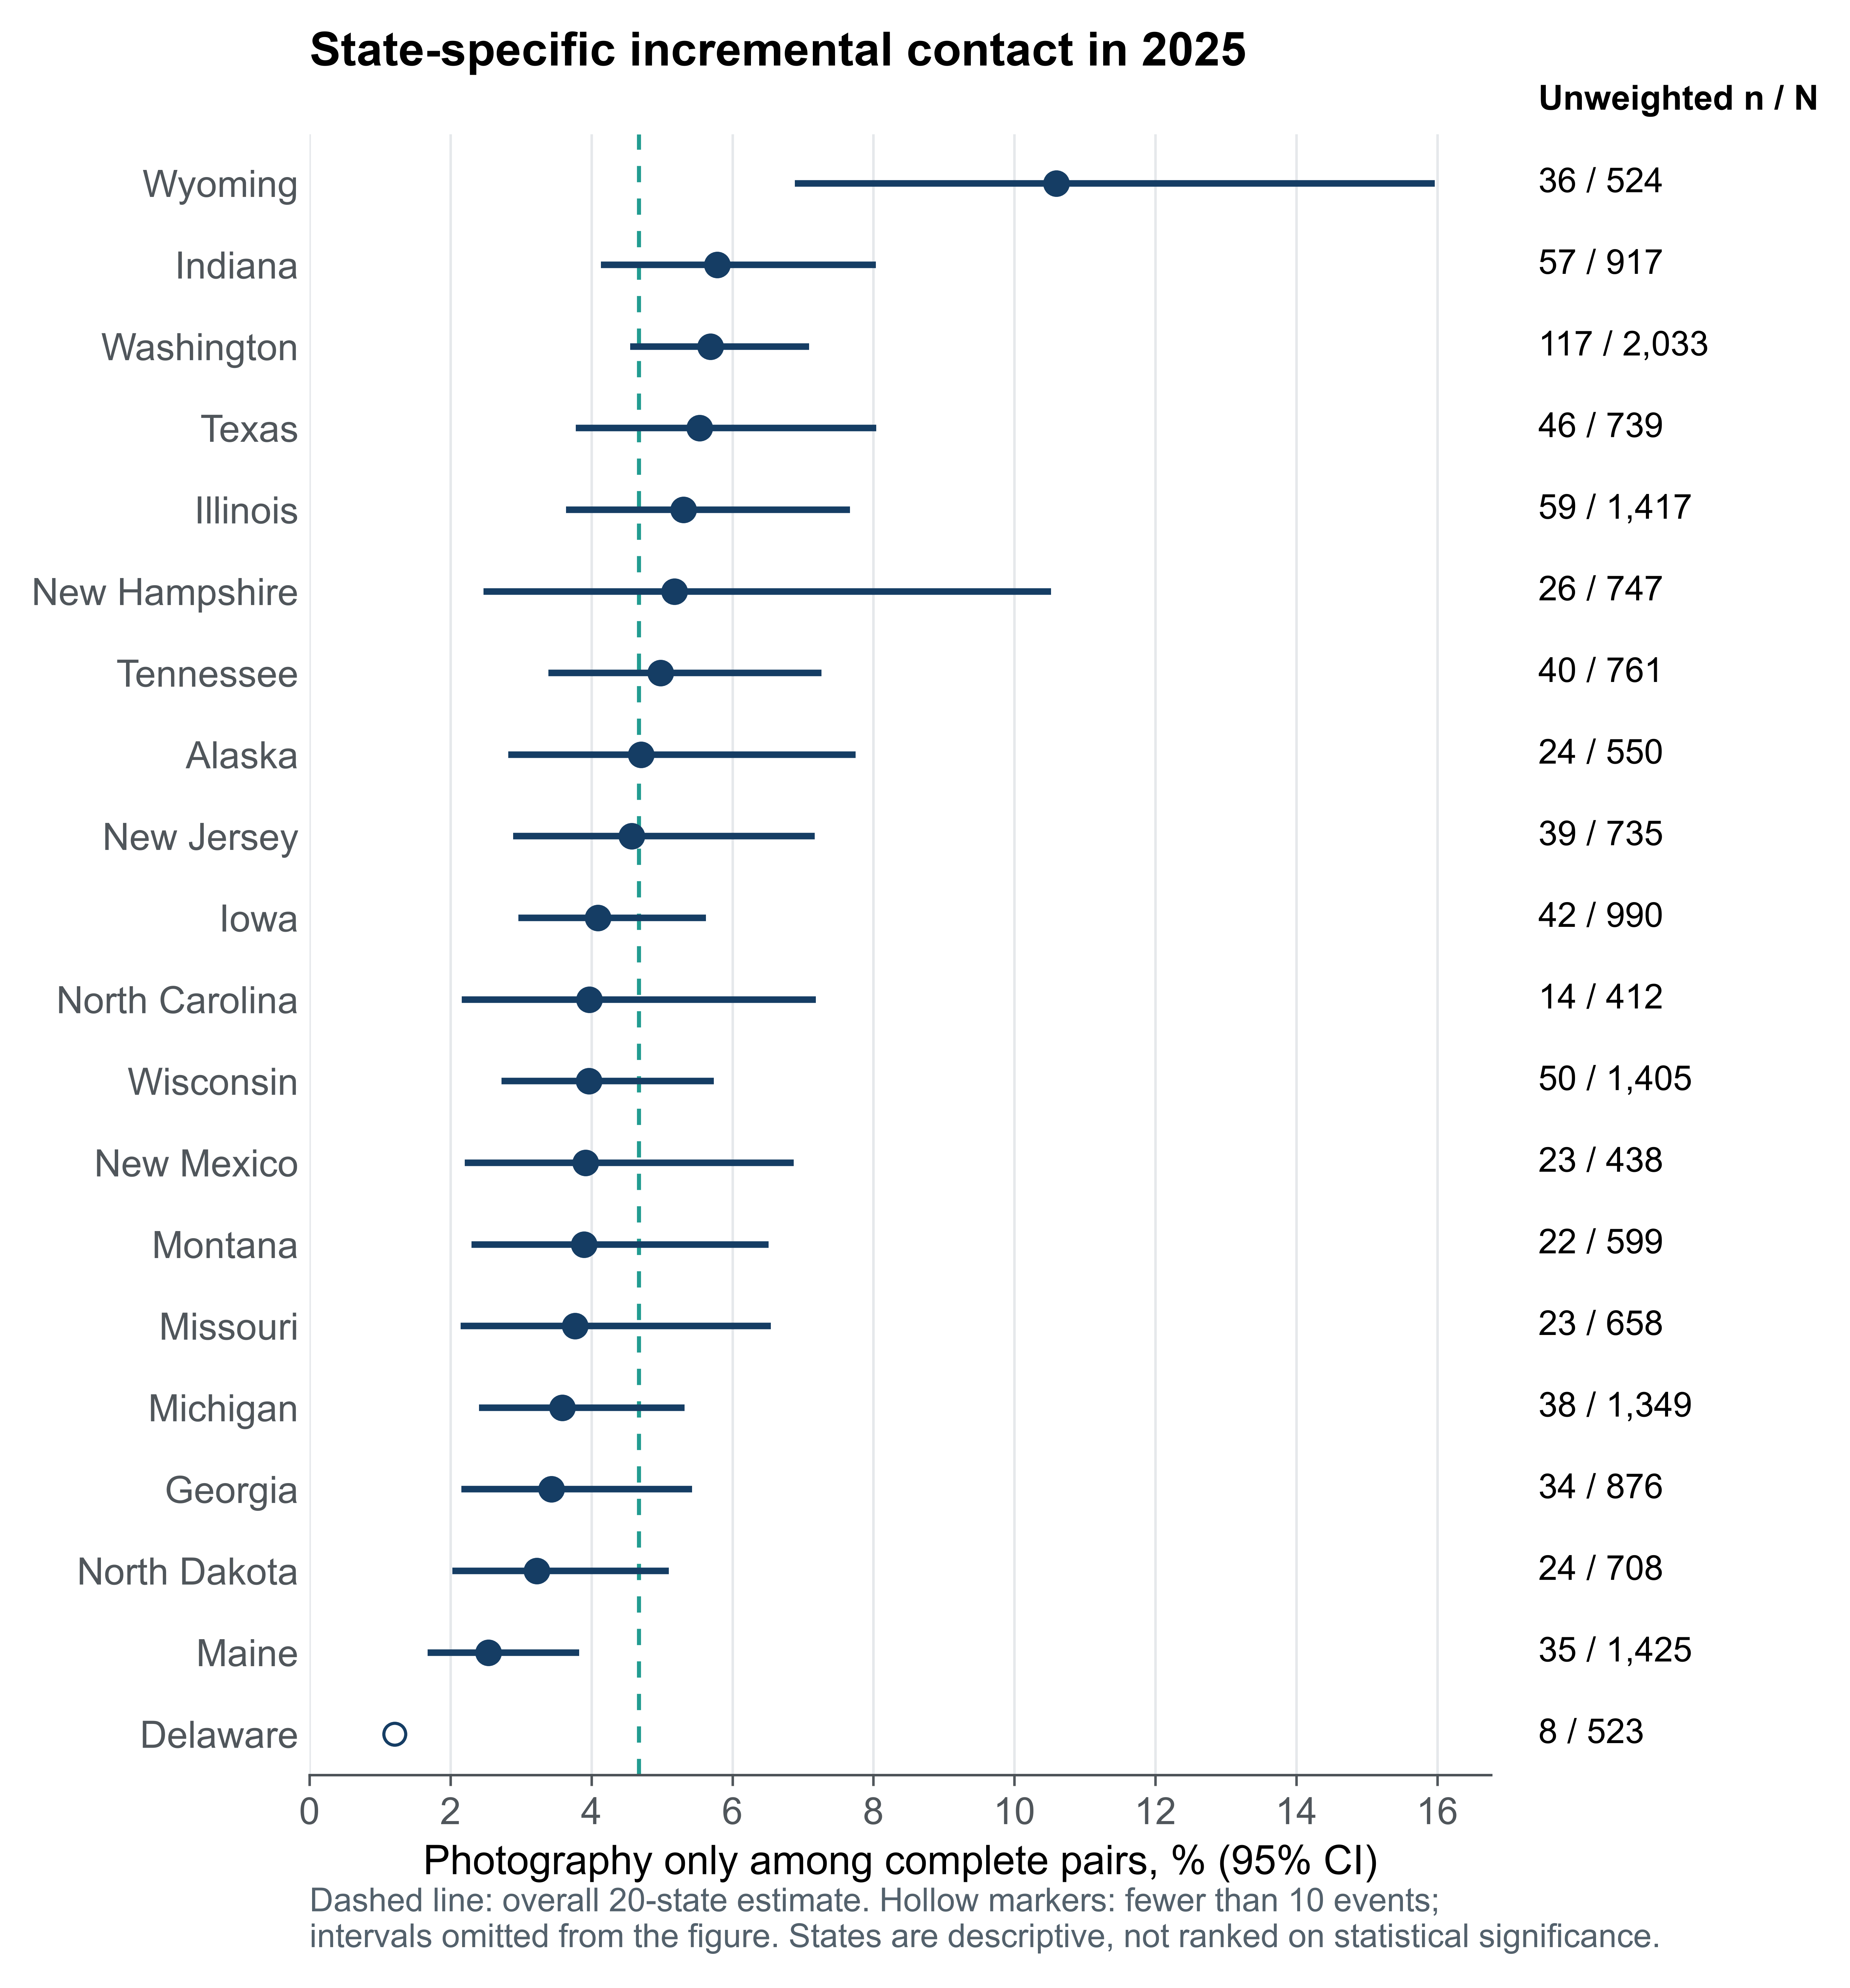 State-specific incremental contact in 2025
Unweighted n / N
Wyoming 36 / 524
Indiana 57 / 917
Washington 117 / 2,033
Texas 46 / 739
Illinois 59 / 1,417
New Hampshire 26 / 747
Tennessee 40 / 761
Alaska 24 / 550
New Jersey 39 / 735
Iowa 42 / 990
North Carolina 14 / 412
Wisconsin 50 / 1,405
New Mexico 23 / 438
Montana 22 / 599
Missouri 23 / 658
Michigan 38 / 1,349
Georgia 34 / 876
North Dakota 24 / 708
Maine 35 / 1,425
Delaware 8 / 523
0 2 4 6 8 10 12 14 16
Photography only among complete pairs, % (95% CI)
Dashed line: overall 20-state estimate. Hollow markers: fewer than 10 events;
intervals omitted from the figure. States are descriptive, not ranked on statistical significance.